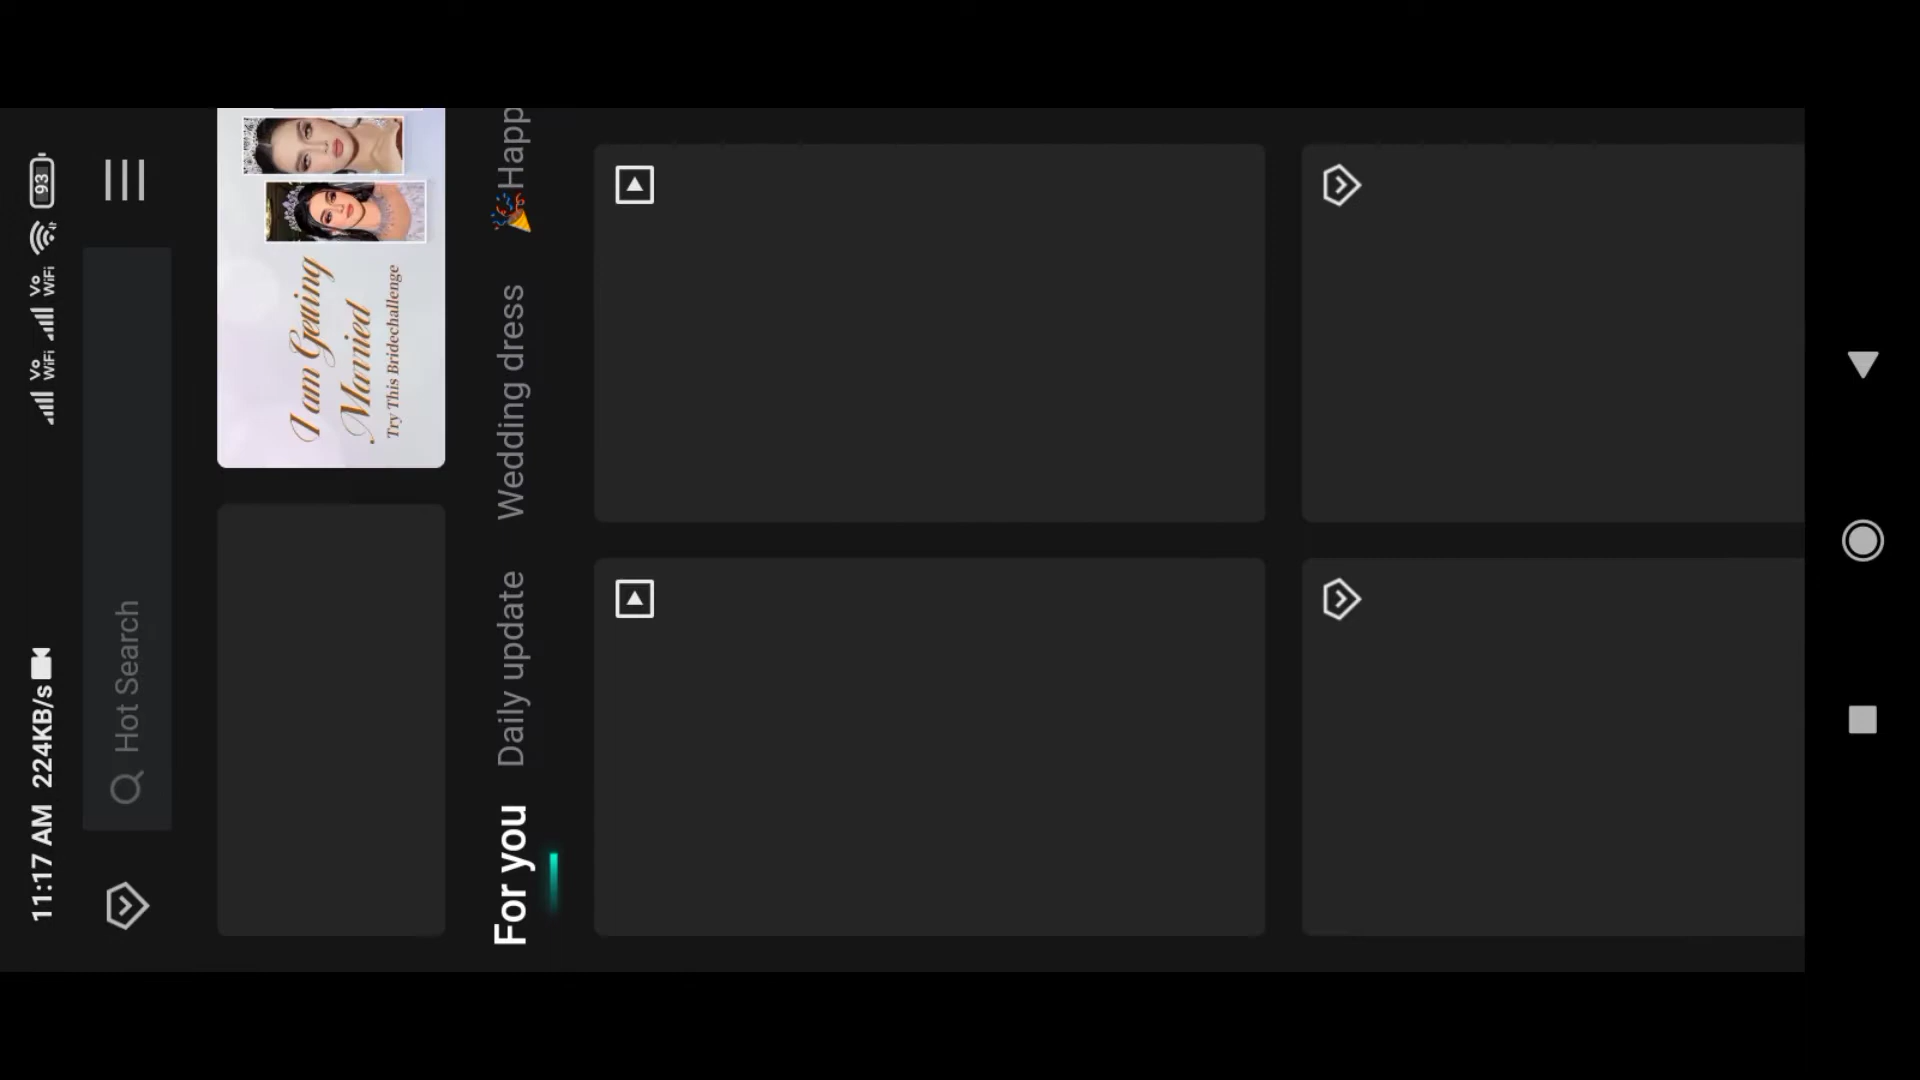 11:17 AM 224KB/s
Vo WiFi
Vo WiFi
93
Hot Search
I am Getting
Married
Try This Bridechallenge
For you
Daily update
Wedding dress
🎉Happ